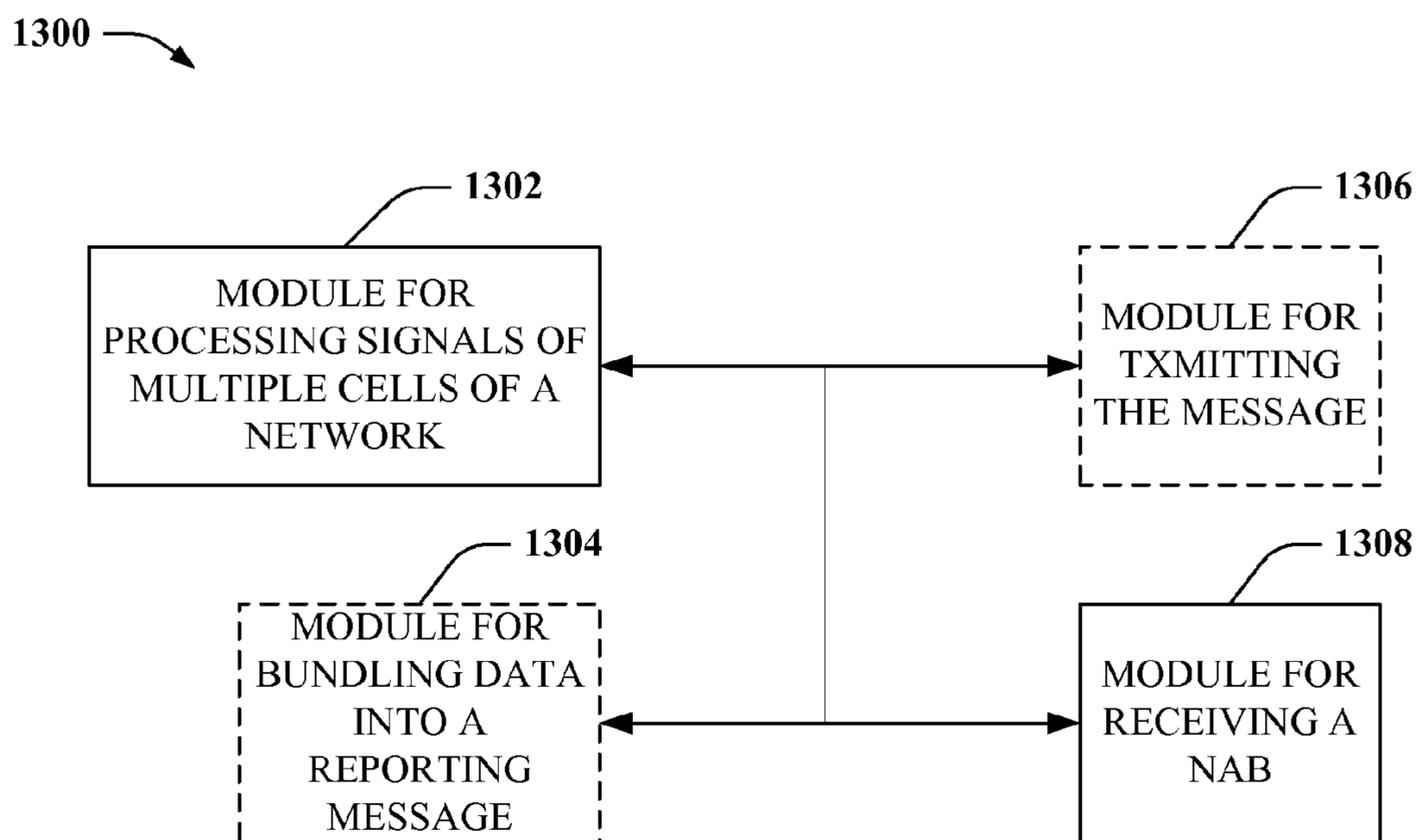 1300
1302
MODULE FOR
PROCESSING SIGNALS OF
MULTIPLE CELLS OF A
NETWORK
1306
MODULE FOR
TXMITTING
THE MESSAGE
1304
MODULE FOR
BUNDLING DATA
INTO A
REPORTING
MESSAGE
1308
MODULE FOR
RECEIVING A
NAB